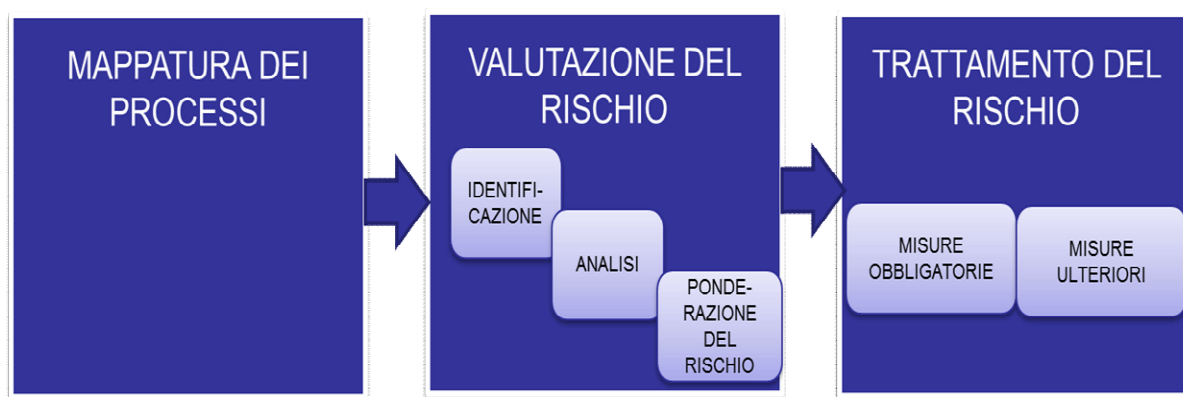 MAPPATURA DEI
PROCESSI
VALUTAZIONE DEL
RISCHIO
IDENTIFI-
CAZIONE
ANALISI
PONDE-
RAZIONE
DEL
RISCHIO
TRATTAMENTO DEL
RISCHIO
MISURE
OBBLIGATORIE
MISURE
ULTERIORI